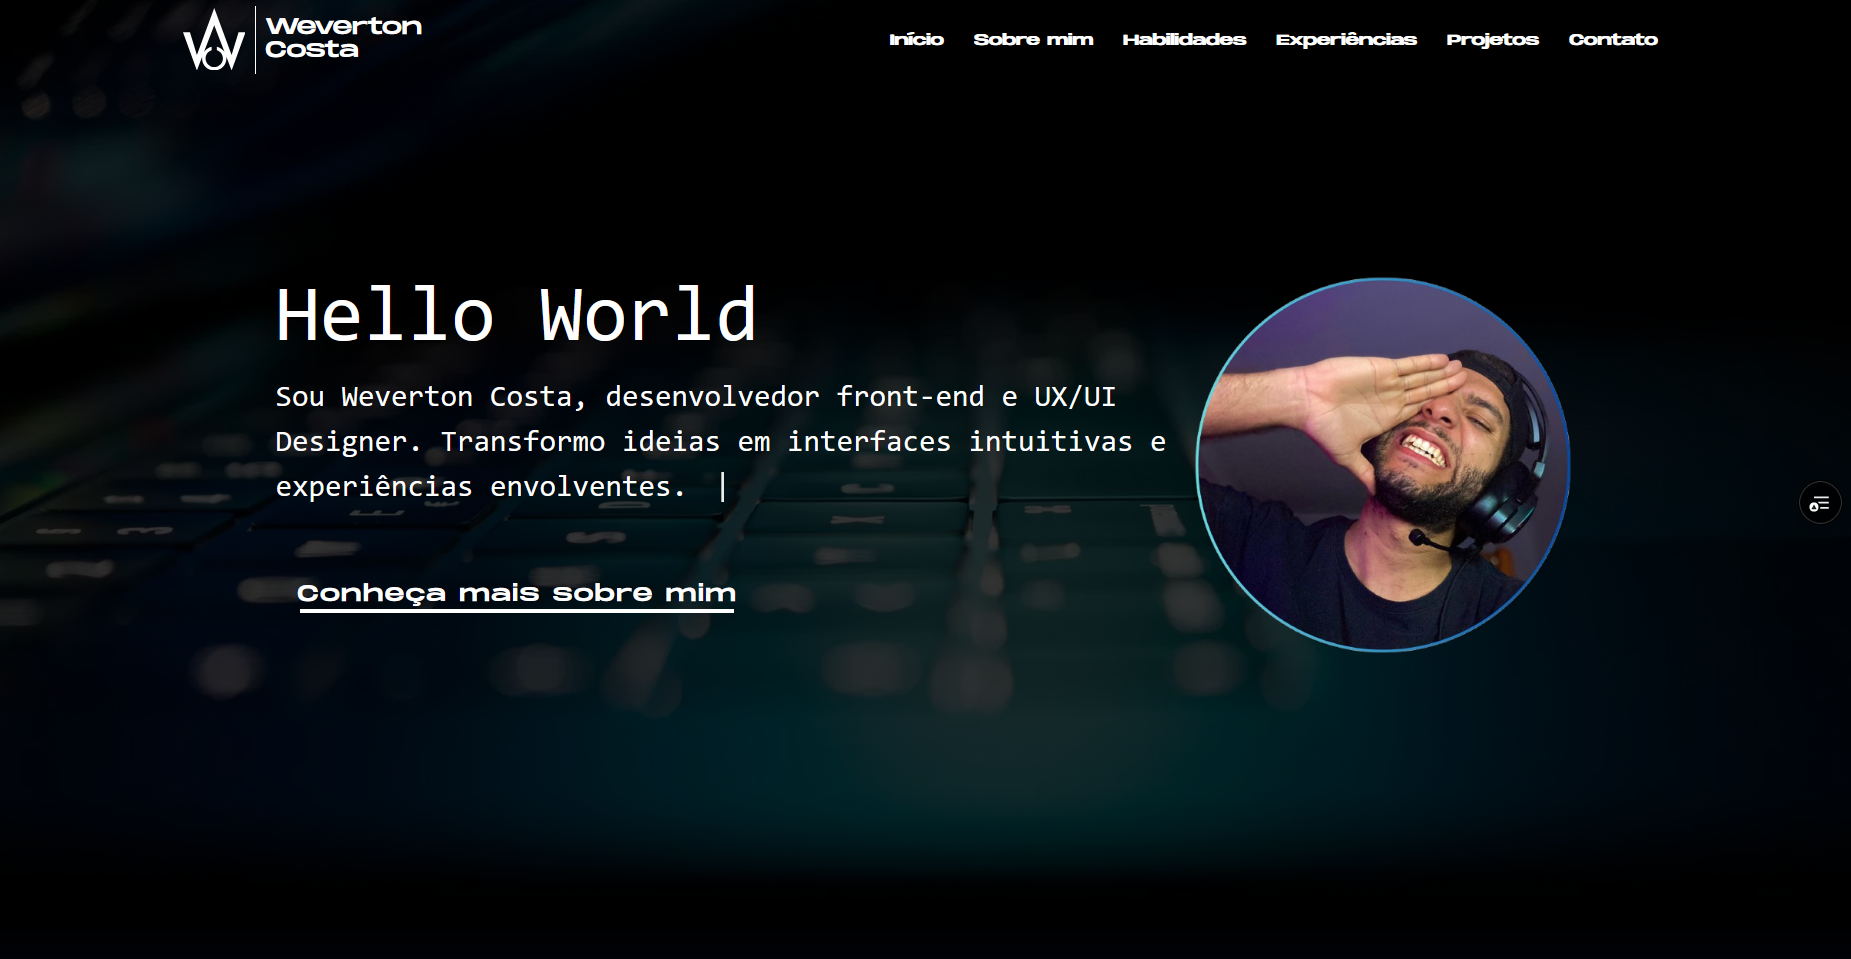 Weverton
Costa
Início Sobre mim Habilidades Experiências Projetos Contato
Hello World
Sou Weverton Costa, desenvolvedor front-end e UX/UI
Designer. Transformo ideias em interfaces intuitivas e
experiências envolventes. |
Conheça mais sobre mim